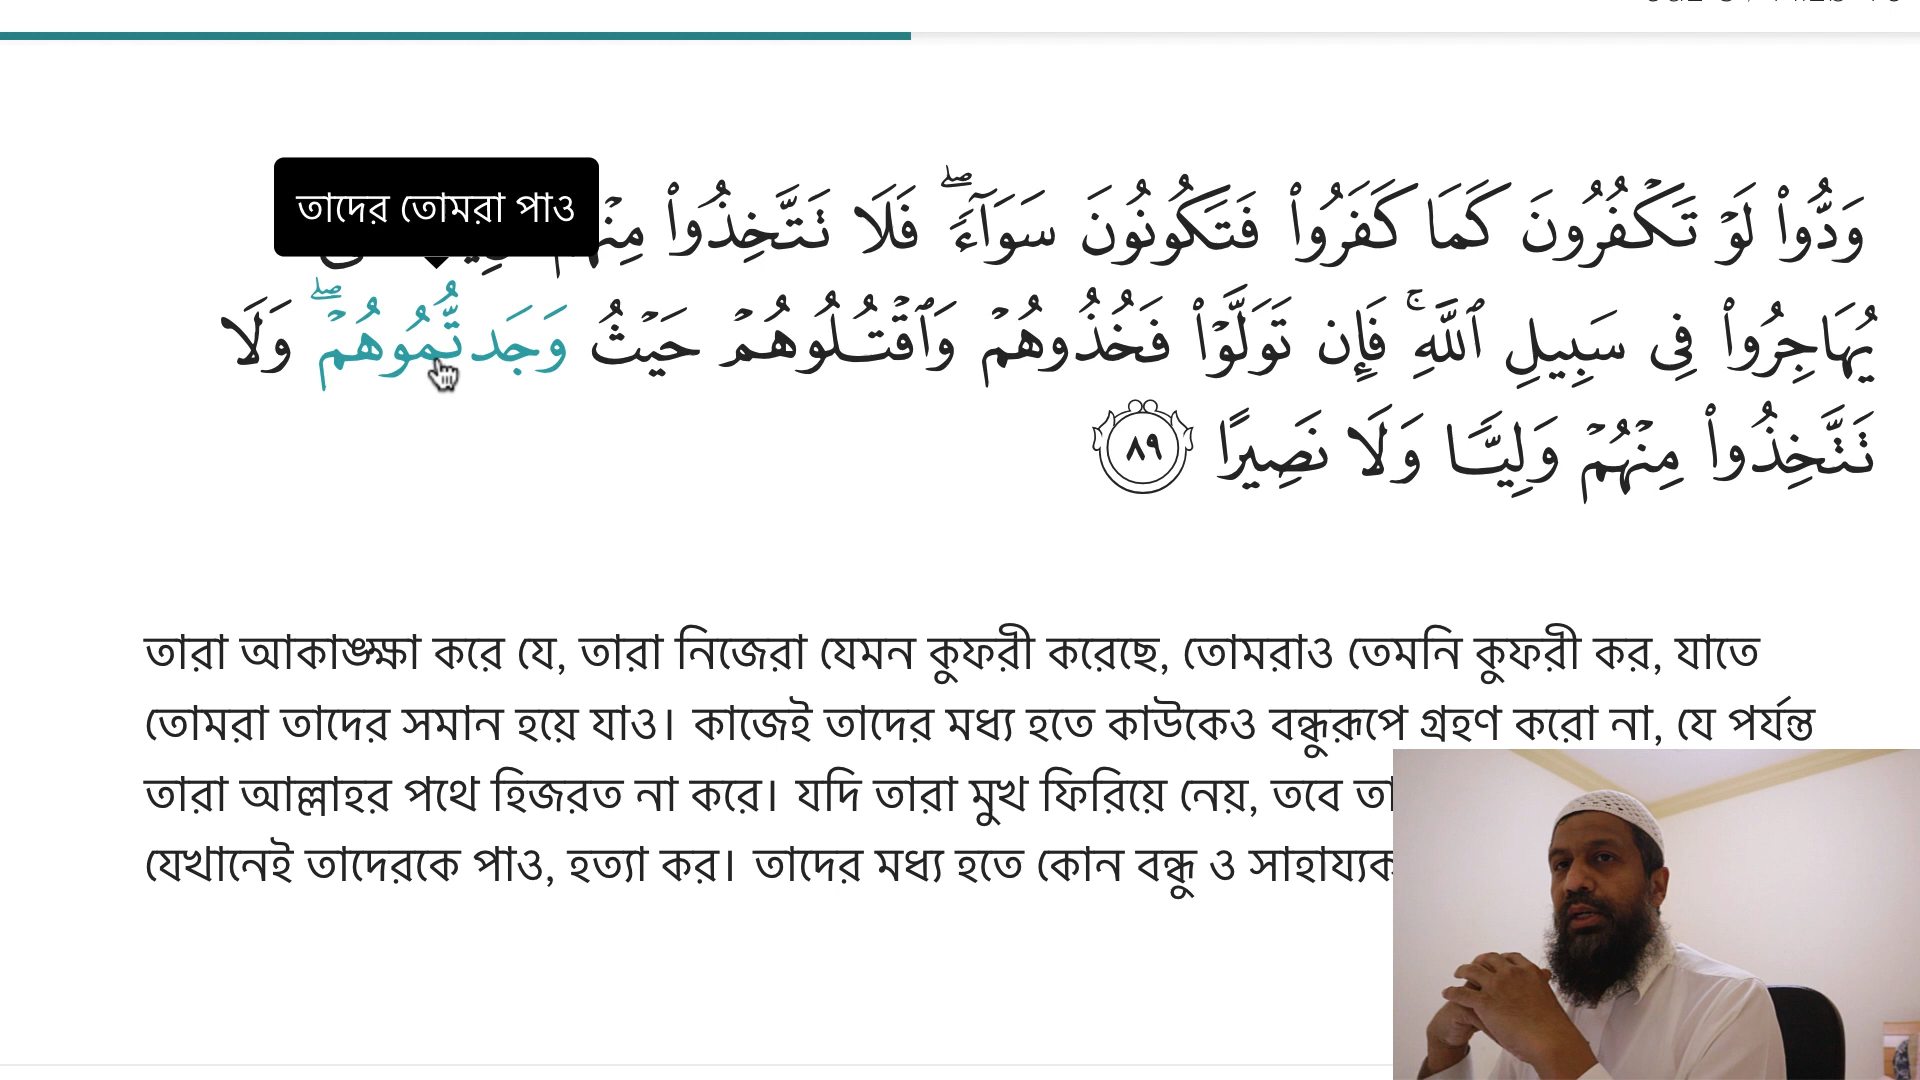 তাদের তোমরা পাও
وَدُّوا۟ لَوْ تَكْفُرُونَ كَمَا كَفَرُوا۟ فَتَكُونُونَ سَوَآءًۖ فَلَا تَتَّخِذُوا۟
يُهَاجِرُوا۟ فِى سَبِيلِ ٱللَّهِۚ فَإِن تَوَلَّوْا۟ فَخُذُوهُمْ وَٱقْتُلُوهُمْ حَيْثُ وَجَدتُّمُوهُمْۖ وَلَا
تَتَّخِذُوا۟ مِنْهُمْ وَلِيًّا وَلَا نَصِيرًا ٨٩
তারা আকাঙ্ক্ষা করে যে, তারা নিজেরা যেমন কুফরী করেছে, তোমরাও তেমনি কুফরী কর, যাতে
তোমরা তাদের সমান হয়ে যাও। কাজেই তাদের মধ্য হতে কাউকেও বন্ধুরূপে গ্রহণ করো না, যে পর্যন্ত
তারা আল্লাহর পথে হিজরত না করে। যদি তারা মুখ ফিরিয়ে নেয়, তবে
যেখানেই তাদেরকে পাও, হত্যা কর। তাদের মধ্য হতে কোন বন্ধু ও